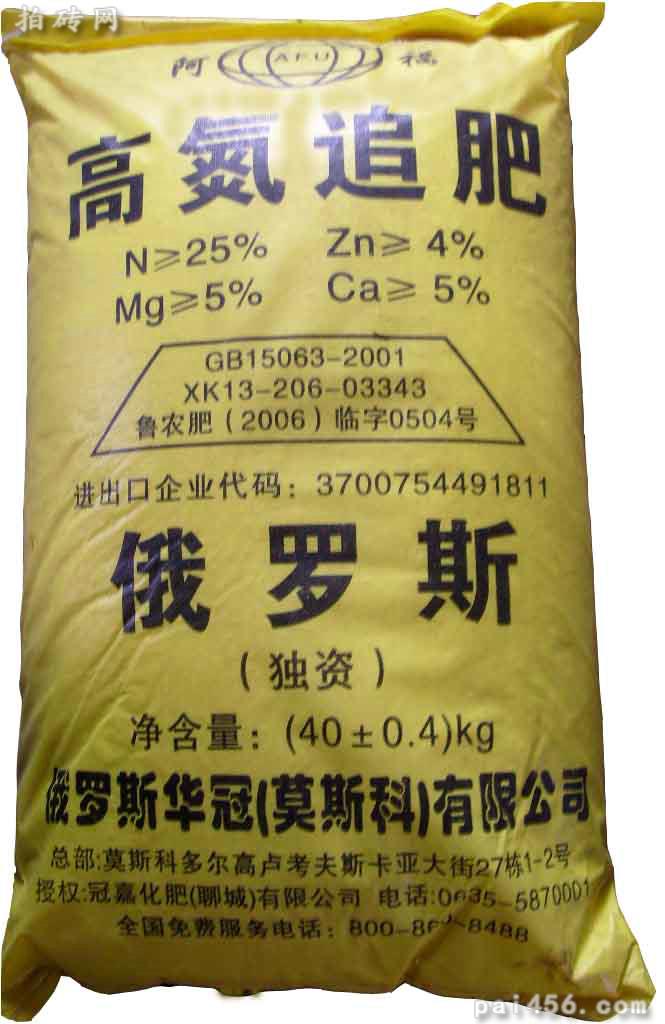 拍砖网
阿 AFU 福
高氮追肥
N≥25% Zn≥4%
Mg≥5% Ca≥5%
GB15063-2001
XK13-206-03343
鲁农肥(2006)临字0504号
进出口企业代码：3700754491811
俄罗斯
(独资)
净含量：(40±0.4)kg
俄罗斯华冠(莫斯科)有限公司
总部:莫斯科多尔高卢考夫斯卡亚大街27栋1-2号
授权:冠嘉化肥(聊城)有限公司 电话:0635-5870001
全国免费服务电话：
pai456.com